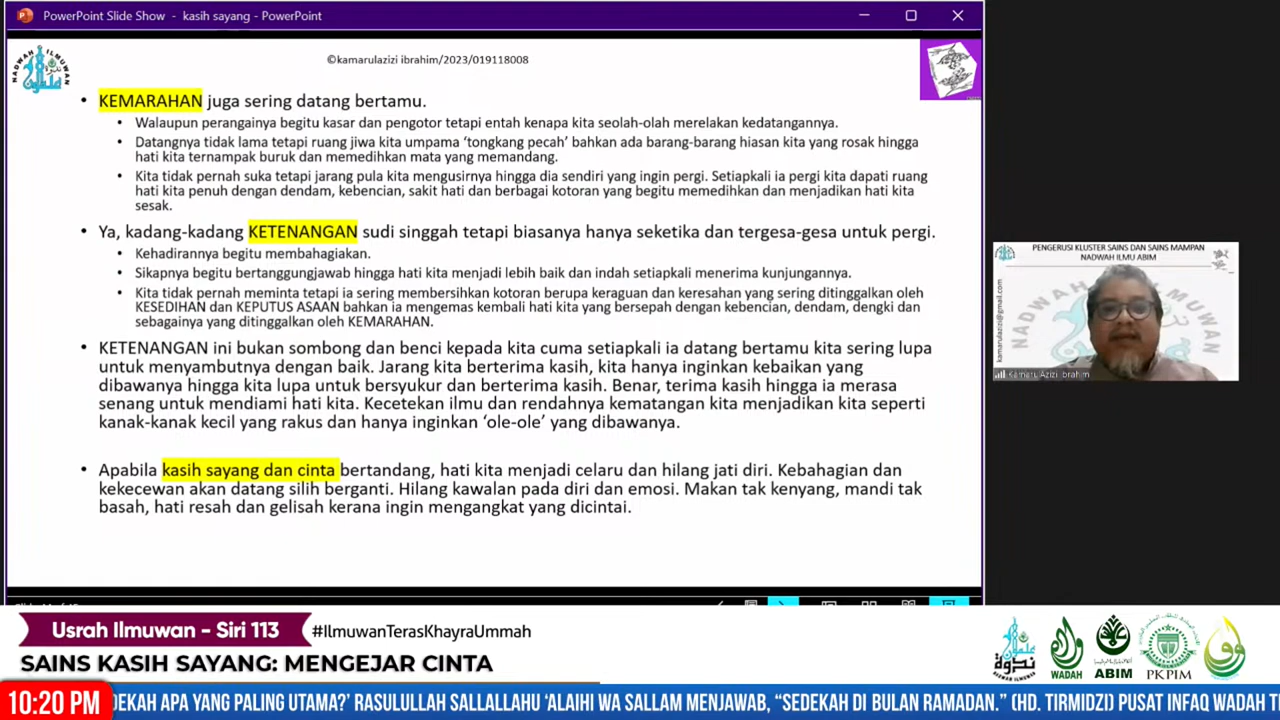 PowerPoint Slide Show - kasih sayang - PowerPoint
©kamarulazizi ibrahim/2023/019118008
NADWAH ILMUWAN
• KEMARAHAN juga sering datang bertamu.
• Walaupun perangainya begitu kasar dan pengotor tetapi entah kenapa kita seolah-olah merelakan kedatangannya.
• Datangnya tidak lama tetapi ruang jiwa kita umpama ‘tongkang pecah’ bahkan ada barang-barang hiasan kita yang rosak hingga
hati kita ternampak buruk dan memedihkan mata yang memandang.
• Kita tidak pernah suka tetapi jarang pula kita mengusirnya hingga dia sendiri yang ingin pergi. Setiapkali ia pergi kita dapati ruang
hati kita penuh dengan dendam, kebencian, sakit hati dan berbagai kotoran yang begitu memedihkan dan menjadikan hati kita
sesak.
• Ya, kadang-kadang KETENANGAN sudi singgah tetapi biasanya hanya seketika dan tergesa-gesa untuk pergi.
• Kehadirannya begitu membahagiakan.
• Sikapnya begitu bertanggungjawab hingga hati kita menjadi lebih baik dan indah setiapkali menerima kunjungannya.
• Kita tidak pernah meminta tetapi ia sering membersihkan kotoran berupa keraguan dan keresahan yang sering ditinggalkan oleh
KESEDIHAN dan KEPUTUS ASAAN bahkan ia mengemas kembali hati kita yang bersepah dengan kebencian, dendam, dengki dan
sebagainya yang ditinggalkan oleh KEMARAHAN.
• KETENANGAN ini bukan sombong dan benci kepada kita cuna setiapkali ia datang bertamu kita sering lupa
untuk menyambutnya dengan baik. Jarang kita berterima kasih, kita hanya inginkan kebaikan yang
dibawanya hingga kita lupa untuk bersyukur dan berterima kasih. Benar, terima kasih hingga ia merasa
senang untuk mendiami hati kita. Kecetekan ilmu dan rendahnya kematangan kita menjadikan kita seperti
kanak-kanak kecil yang rakus dan hanya inginkan ‘ole-ole’ yang dibawanya.
• Apabila kasih sayang dan cinta bertandang, hati kita menjadi celaru dan hilang jati diri. Kebahagian dan
kekecewan akan datang silih berganti. Hilang kawalan pada diri dan emosi. Makan tak kenyang, mandi tak
basah, hati resah dan gelisah kerana ingin mengangkat yang dicintai.
PENGERUSI KLUSTER SAINS DAN SAINS MAMPAN
NADWAH ILMU ABIM
kamarulazizi@gmail.com
NADWAH ILMUWAN
Kamarul Azizi Ibrahim
Usrah Ilmuwan - Siri 113
#IlmuwanTerasKhayraUmmah
SAINS KASIH SAYANG: MENGEJAR CINTA
WADAH
ABIM
PKPIM
10:20 PM
DEKAH APA YANG PALING UTAMA?’ RASULULLAH SALLALLAHU ‘ALAIHI WA SALLAM MENJAWAB, “SEDEKAH DI BULAN RAMADAN.” (HD. TIRMIDZI) PUSAT INFAQ WADAH T